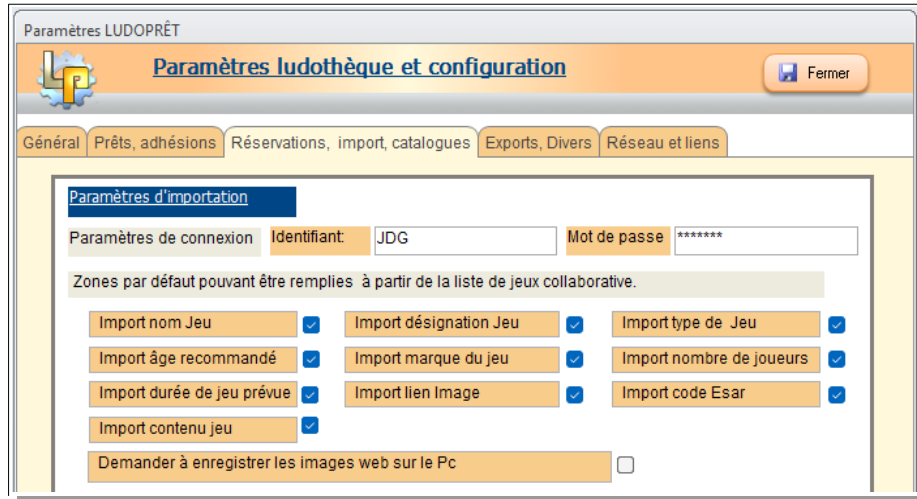 Paramètres LUDOPRÊT
LP
Paramètres ludothèque et configuration
Fermer
Général Prêts, adhésions Réservations, import, catalogues Exports, Divers Réseau et liens
Paramètres d'importation
Paramètres de connexion Identifiant: JDG Mot de passe *******
Zones par défaut pouvant être remplies à partir de la liste de jeux collaborative.
Import nom Jeu Import désignation Jeu Import type de Jeu
Import âge recommandé Import marque du jeu Import nombre de joueurs
Import durée de jeu prévue Import lien Image Import code Esar
Import contenu jeu
Demander à enregistrer les images web sur le Pc